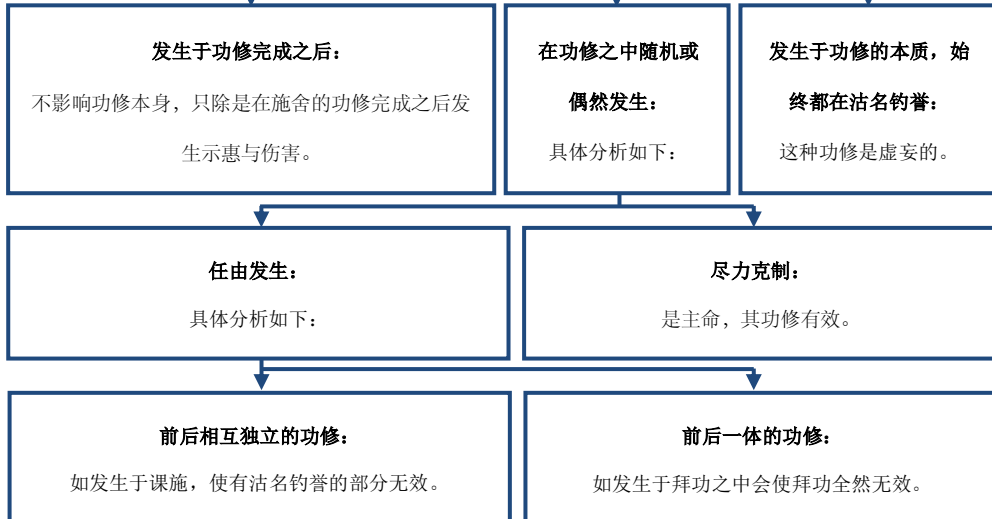 发生于功修完成之后：
不影响功修本身，只除是在施舍的功修完成之后发
生示惠与伤害。
在功修之中随机或
偶然发生：
具体分析如下：
发生于功修的本质，始
终都在沽名钓誉：
这种功修是虚妄的。
任由发生：
具体分析如下：
尽力克制：
是主命，其功修有效。
前后相互独立的功修：
如发生于课施，使有沽名钓誉的部分无效。
前后一体的功修：
如发生于拜功之中会使拜功全然无效。